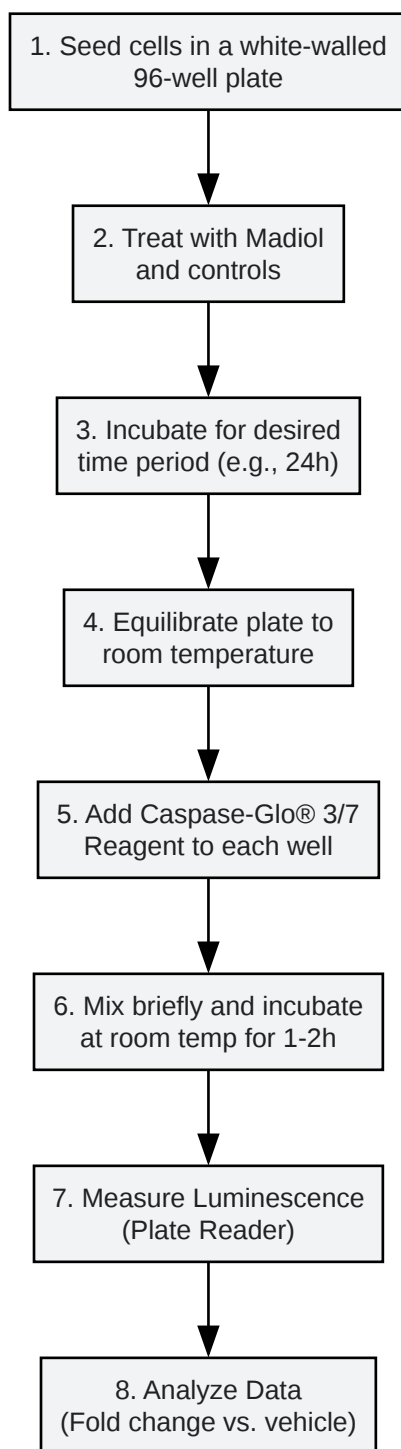 1. Seed cells in a white-walled
96-well plate
2. Treat with Madiol
and controls
3. Incubate for desired
time period (e.g., 24h)
4. Equilibrate plate to
room temperature
5. Add Caspase-Glo® 3/7
Reagent to each well
6. Mix briefly and incubate
at room temp for 1-2h
7. Measure Luminescence
(Plate Reader)
8. Analyze Data
(Fold change vs. vehicle)